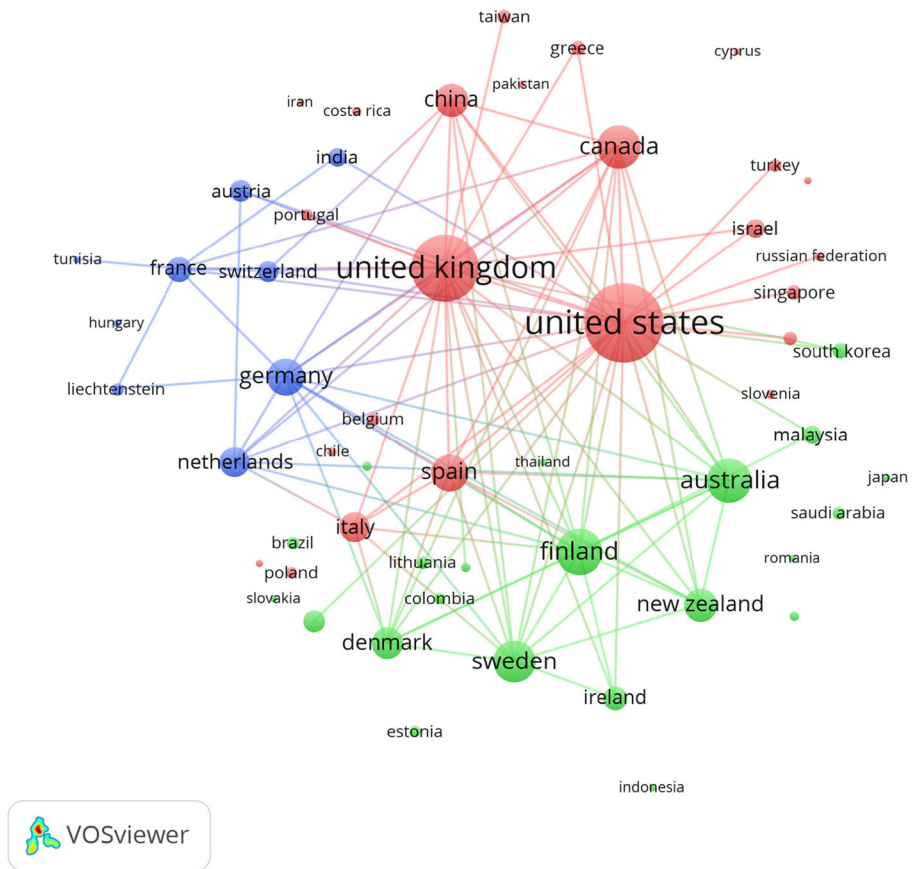 taiwan
greece
cyprus
pakistan
china
iran
costa rica
canada
india
turkey
austria
portugal
israel
tunisia
france
switzerland
united kingdom
russian federation
singapore
hungary
united states
south korea
germany
liechtenstein
slovenia
belgium
malaysia
chile
netherlands
spain
thailand
australia
japan
saudi arabia
italy
brazil
finland
lithuania
romania
poland
slovakia
colombia
new zealand
denmark
sweden
ireland
estonia
indonesia
VOSviewer